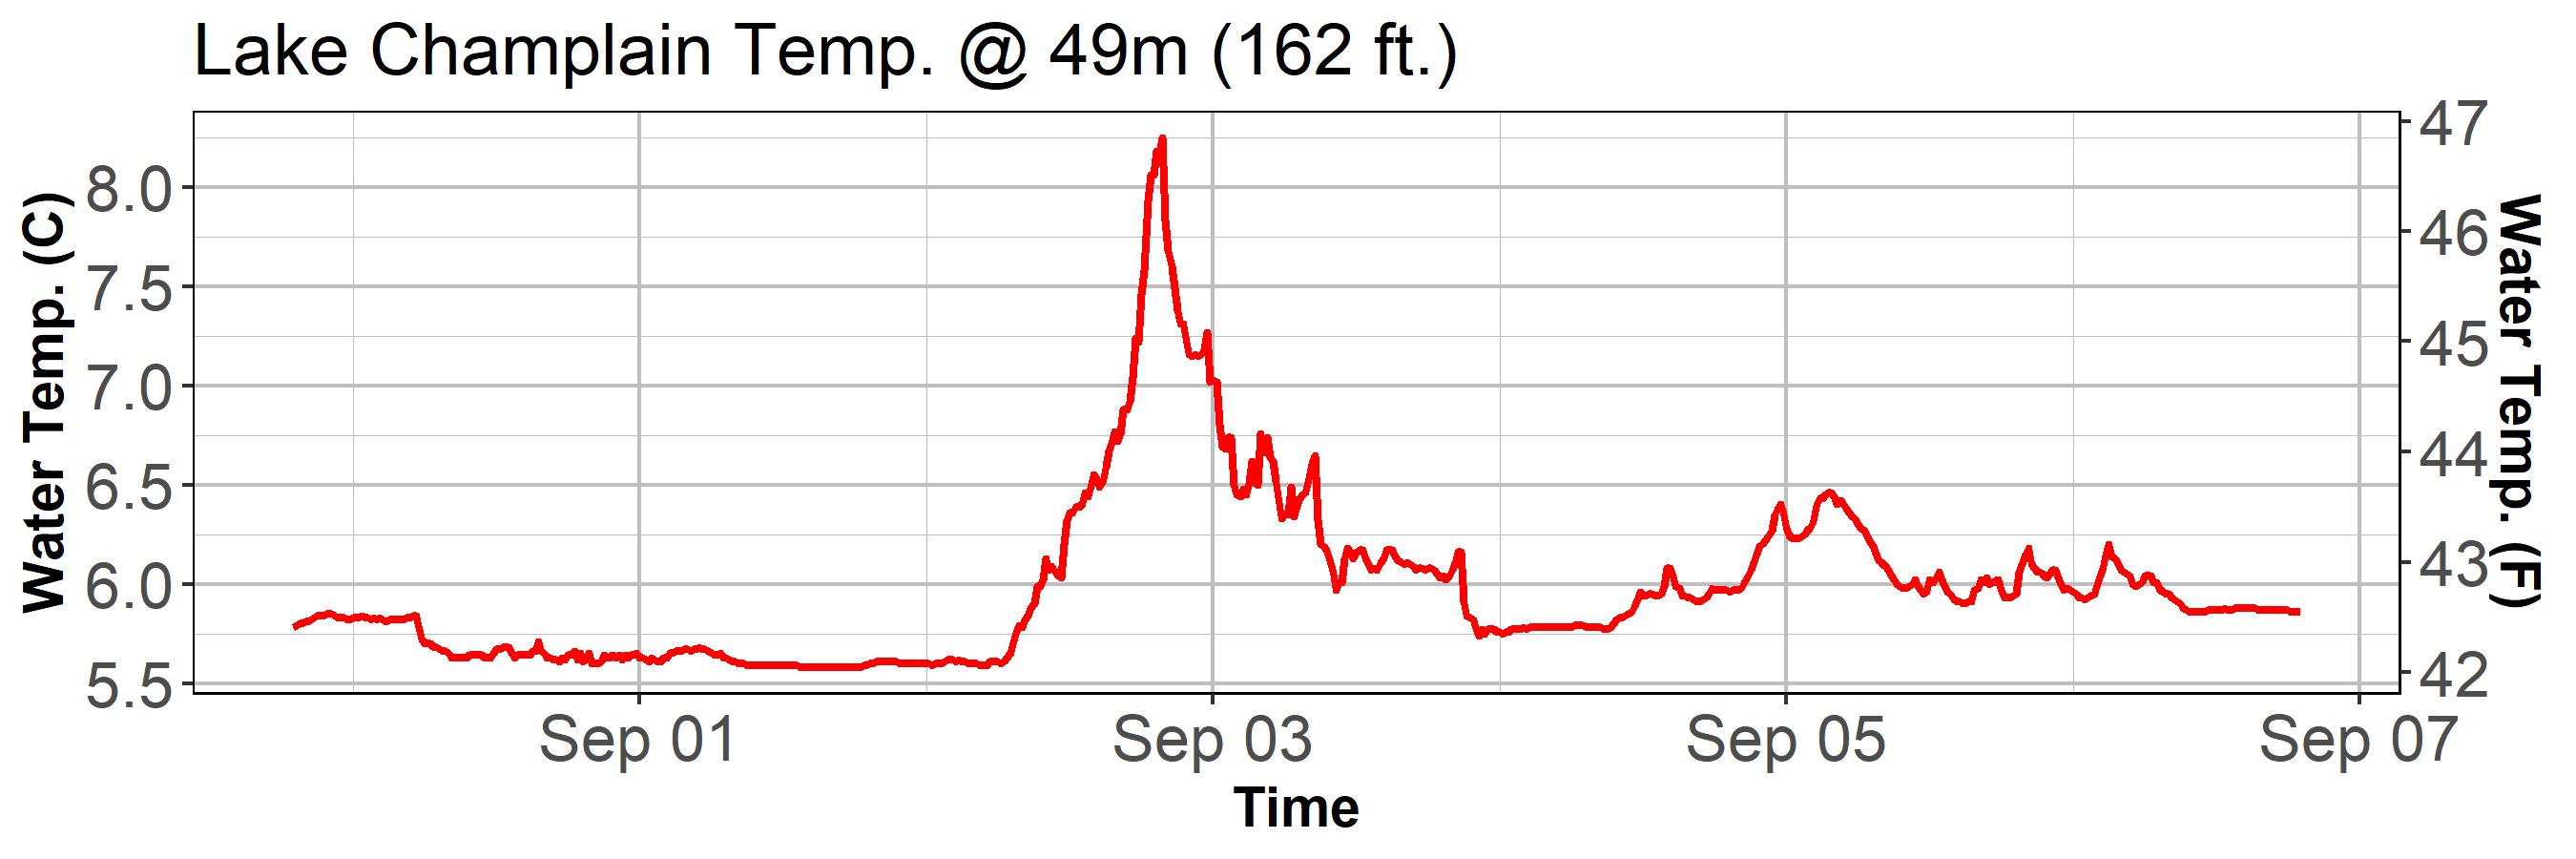 Lake Champlain Temp. @ 49m (162 ft.)
Water Temp. (C)
8.0
7.5
7.0
6.5
6.0
5.5
47
46
45
44
43
42
Water Temp. (F)
Sep 01
Sep 03
Sep 05
Sep 07
Time